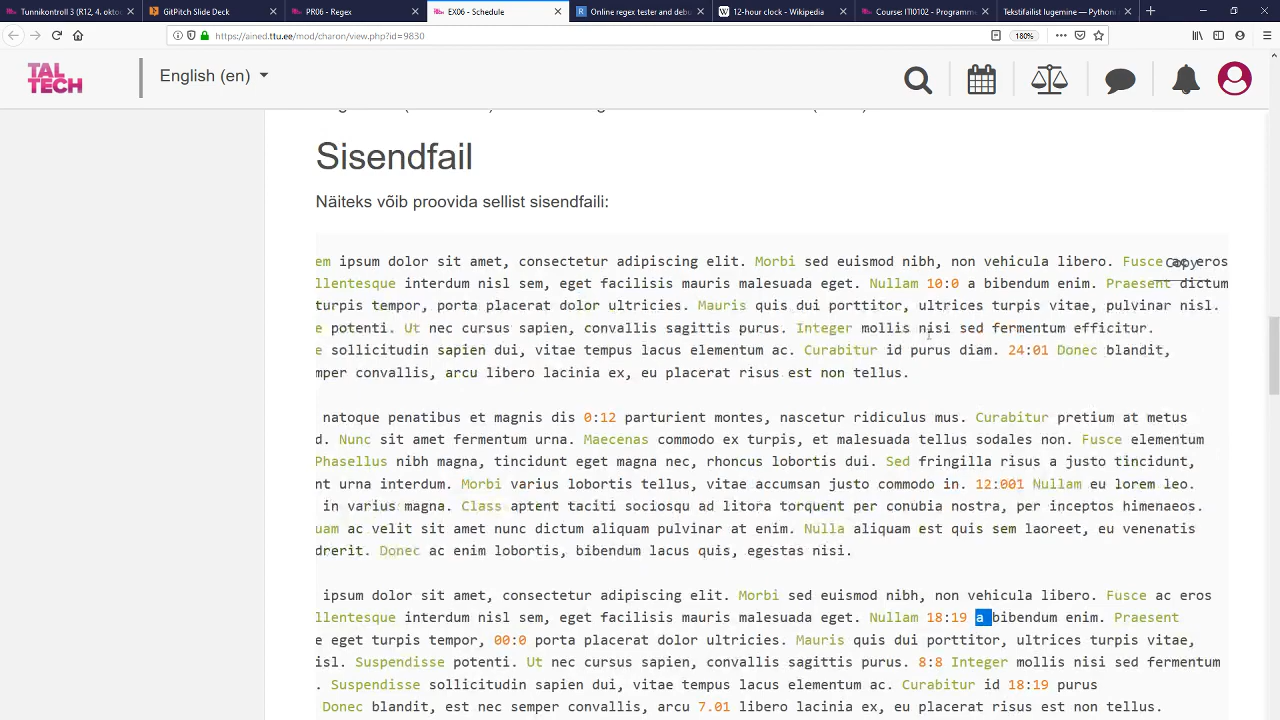 Tunnikontroll 3 (R12, 4. okto
GitPitch Slide Deck
PR06 - Regex
EX06 - Schedule
Online regex tester and debu
12-hour clock - Wikipedia
Course: ITI0102 - Programme
Tekstifailist lugemine — Python
https://ained.ttu.ee/mod/charon/view.php?id=9830
180%
TAL TECH
English (en)
Sisendfail
Näiteks võib proovida sellist sisendfaili:
Copy
em ipsum dolor sit amet, consectetur adipiscing elit. Morbi sed euismod nibh, non vehicula libero. Fusce ac eros
llentesque interdum nisl sem, eget facilisis mauris malesuada eget. Nullam 10:0 a bibendum enim. Praesent dictum
turpis tempor, porta placerat dolor ultricies. Mauris quis dui porttitor, ultrices turpis vitae, pulvinar nisl.
e potenti. Ut nec cursus sapien, convallis sagittis purus. Integer mollis nisi sed fermentum efficitur.
e sollicitudin sapien dui, vitae tempus lacus elementum ac. Curabitur id purus diam. 24:01 Donec blandit,
mper convallis, arcu libero lacinia ex, eu placerat risus est non tellus.
natoque penatibus et magnis dis 0:12 parturient montes, nascetur ridiculus mus. Curabitur pretium at metus
d. Nunc sit amet fermentum urna. Maecenas commodo ex turpis, et malesuada tellus sodales non. Fusce elementum
Phasellus nibh magna, tincidunt eget magna nec, rhoncus lobortis dui. Sed fringilla risus a justo tincidunt,
nt urna interdum. Morbi varius lobortis tellus, vitae accumsan justo commodo in. 12:001 Nullam eu lorem leo.
in varius magna. Class aptent taciti sociosqu ad litora torquent per conubia nostra, per inceptos himenaeos.
uam ac velit sit amet nunc dictum aliquam pulvinar at enim. Nulla aliquam est quis sem laoreet, eu venenatis
drerit. Donec ac enim lobortis, bibendum lacus quis, egestas nisi.
ipsum dolor sit amet, consectetur adipiscing elit. Morbi sed euismod nibh, non vehicula libero. Fusce ac eros
llentesque interdum nisl sem, eget facilisis mauris malesuada eget. Nullam 18:19 a bibendum enim. Praesent
e eget turpis tempor, 00:0 porta placerat dolor ultricies. Mauris quis dui porttitor, ultrices turpis vitae,
isl. Suspendisse potenti. Ut nec cursus sapien, convallis sagittis purus. 8:8 Integer mollis nisi sed fermentum
. Suspendisse sollicitudin sapien dui, vitae tempus lacus elementum ac. Curabitur id 18:19 purus
Donec blandit, est nec semper convallis, arcu 7.01 libero lacinia ex, eu placerat risus est non tellus.